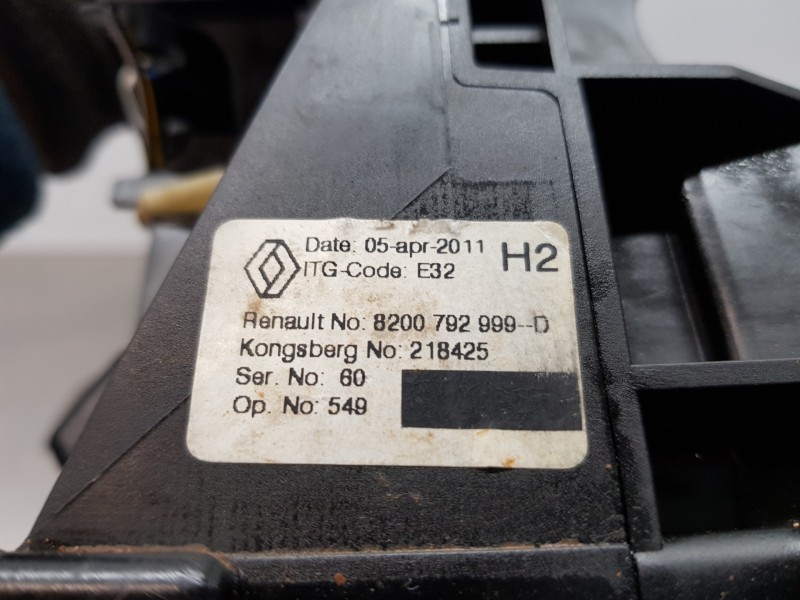 Date: 05-apr-2011 H2
ITG-Code: E32
Renault No: 8200 792 999--D
Kongsberg No: 218425
Ser. No: 60
Op. No: 549